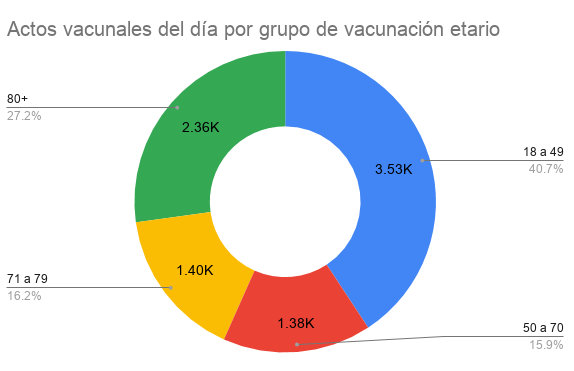 Actos vacunales del día por grupo de vacunación etario
80+
27.2%
2.36K
3.53K
18 a 49
40.7%
71 a 79
16.2%
1.40K
1.38K
50 a 70
15.9%